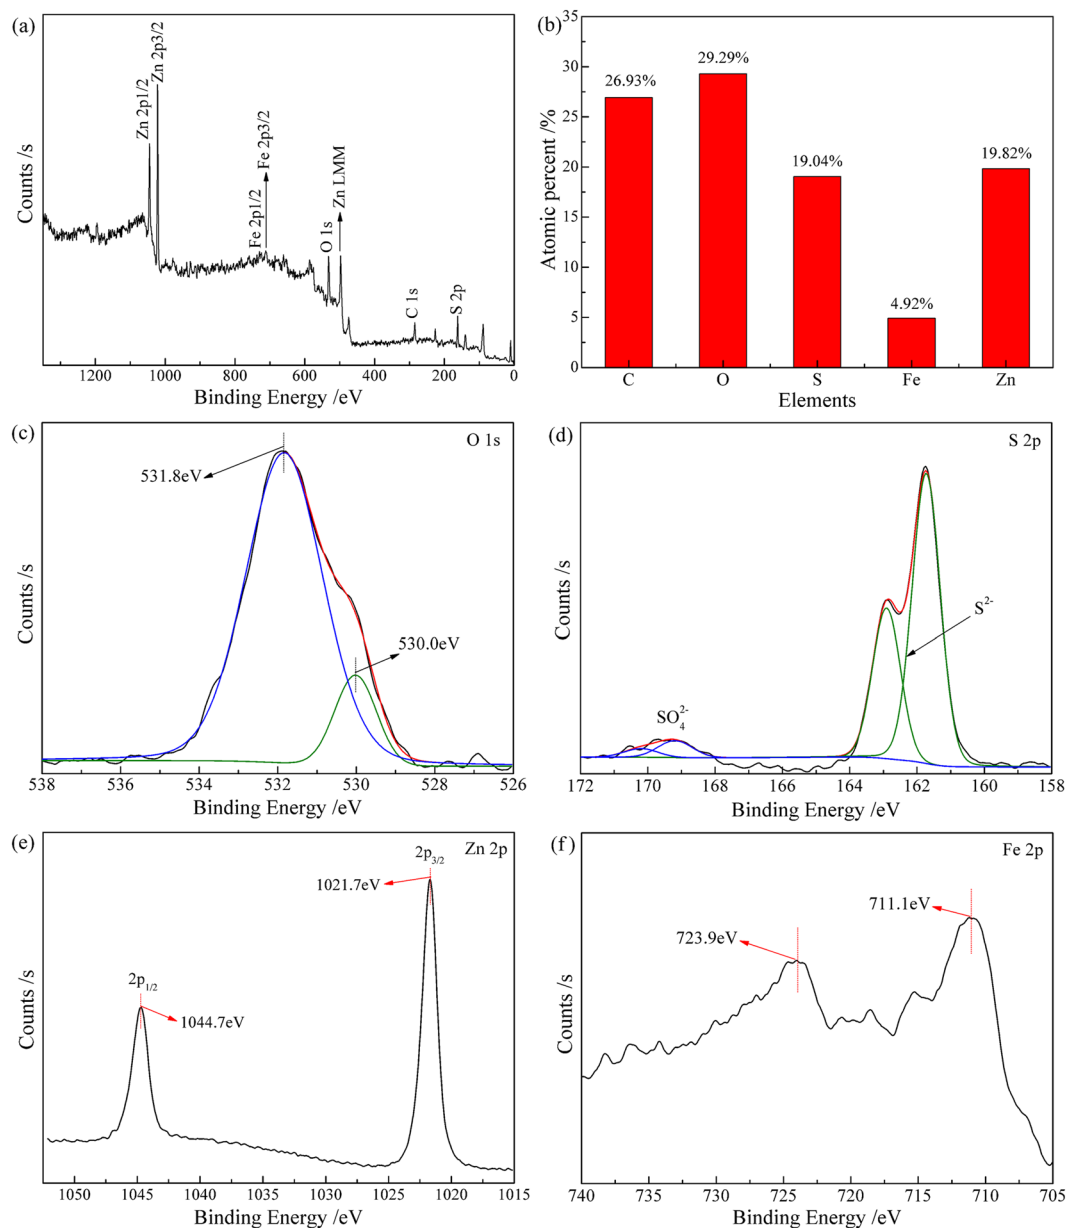 (a)
Counts /s
Zn 2p1/2
Zn 2p3/2
Fe 2p1/2
Fe 2p3/2
O 1s
Zn LMM
C 1s
S 2p
1200 1000 800 600 400 200 0
Binding Energy /eV
(b)
Atomic percent /%
35
30
25
20
15
10
5
0
26.93%
29.29%
19.04%
4.92%
19.82%
C O S Fe Zn
Elements
(c)
O 1s
Counts /s
531.8eV
530.0eV
538 536 534 532 530 528 526
Binding Energy /eV
(d)
S 2p
Counts /s
S²⁻
SO₄²⁻
172 170 168 166 164 162 160 158
Binding Energy /eV
(e)
Zn 2p
Counts /s
2p₃/₂
1021.7eV
2p₁/₂
1044.7eV
1050 1045 1040 1035 1030 1025 1020 1015
Binding Energy /eV
(f)
Fe 2p
Counts /s
711.1eV
723.9eV
740 735 730 725 720 715 710 705
Binding Energy /eV